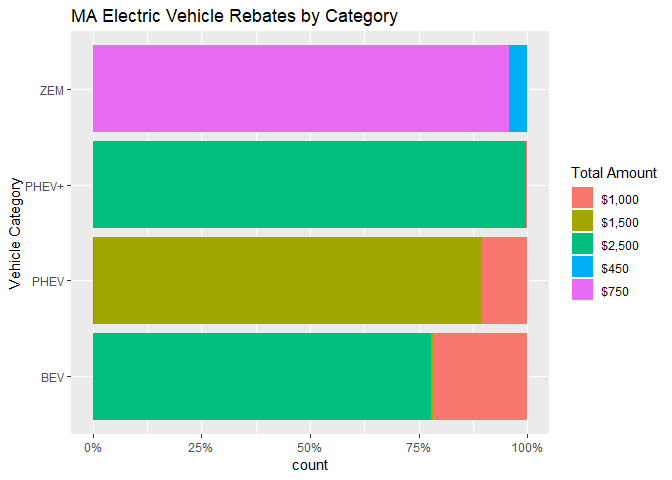 MA Electric Vehicle Rebates by Category
Vehicle Category
ZEM
PHEV+
PHEV
BEV
0%
25%
50%
75%
100%
count
Total Amount
$1,000
$1,500
$2,500
$450
$750